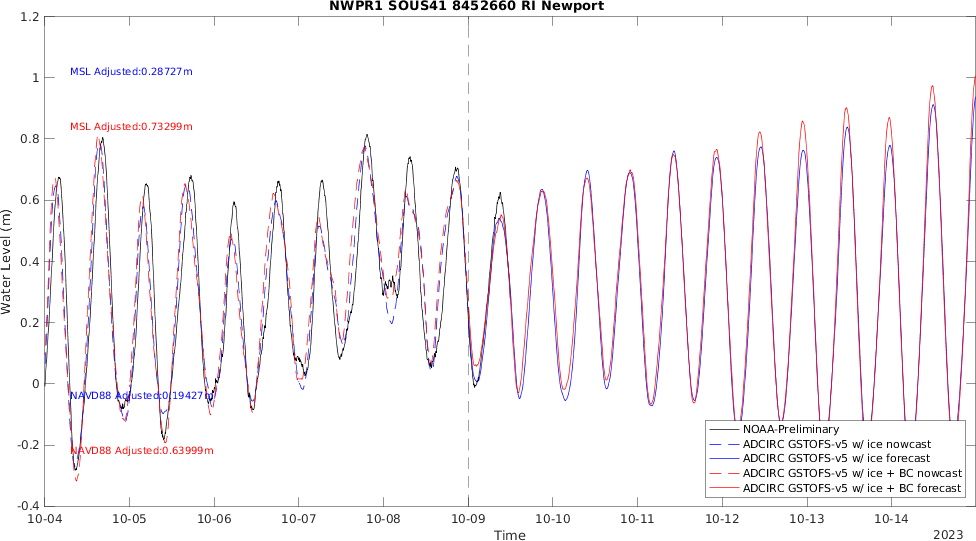 NWPR1 SOUS41 8452660 RI Newport
1.2
1
0.8
0.6
0.4
0.2
0
-0.2
-0.4
Water Level (m)
MSL Adjusted:0.28727m
MSL Adjusted:0.73299m
NAVD88 Adjusted:0.19427m
NAVD88 Adjusted:0.63999m
NOAA-Preliminary
ADCIRC GSTOFS-v5 w/ ice nowcast
ADCIRC GSTOFS-v5 w/ ice forecast
ADCIRC GSTOFS-v5 w/ ice + BC nowcast
ADCIRC GSTOFS-v5 w/ ice + BC forecast
10-04 10-05 10-06 10-07 10-08 10-09 10-10 10-11 10-12 10-13 10-14
Time
2023